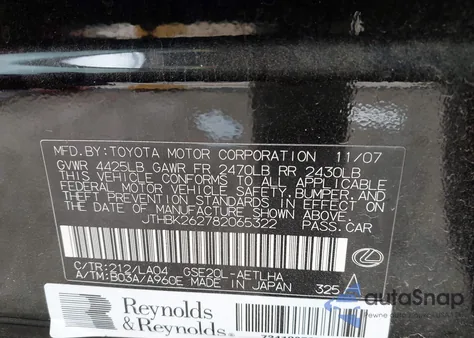 MFD.BY:TOYOTA MOTOR CORPORATION 11/07
GVWR 4425LB GAWR FR 2470LB RR 2430LB
THIS VEHICLE CONFORMS TO ALL APPLICABLE
FEDERAL MOTOR VEHICLE SAFETY, BUMPER, AND
THEFT PREVENTION STANDARDS IN EFFECT ON
THE DATE OF MANUFACTURE SHOWN ABOVE.
JTHBK262782065322 PASS.CAR
C/TR:212/LA04 GSE20L-AETLHA
A/TM:B03A/A960E MADE IN JAPAN 325
Reynolds
& Reynolds
autoSnap